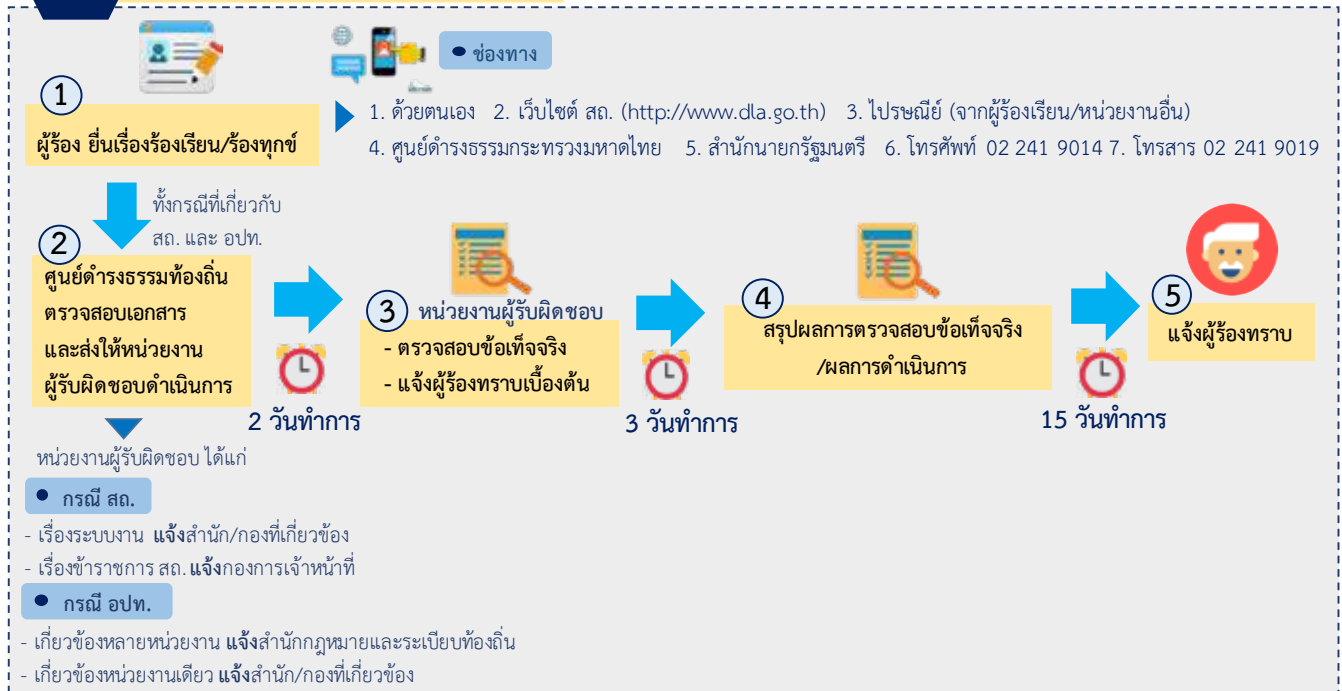 ● ช่องทาง
1
ผู้ร้อง ยื่นเรื่องร้องเรียน/ร้องทุกข์
1. ด้วยตนเอง 2. เว็บไซต์ สถ. (http://www.dla.go.th) 3. ไปรษณีย์ (จากผู้ร้องเรียน/หน่วยงานอื่น)
4. ศูนย์ดำรงธรรมกระทรวงมหาดไทย 5. สำนักนายกรัฐมนตรี 6. โทรศัพท์ 02 241 9014 7. โทรสาร 02 241 9019
ทั้งกรณีที่เกี่ยวกับ
สถ. และ อปท.
2
ศูนย์ดำรงธรรมท้องถิ่น
ตรวจสอบเอกสาร
และส่งให้หน่วยงาน
ผู้รับผิดชอบดำเนินการ
2 วันทำการ
3 หน่วยงานผู้รับผิดชอบ
- ตรวจสอบข้อเท็จจริง
- แจ้งผู้ร้องทราบเบื้องต้น
3 วันทำการ
4
สรุปผลการตรวจสอบข้อเท็จจริง
/ผลการดำเนินการ
15 วันทำการ
5
แจ้งผู้ร้องทราบ
หน่วยงานผู้รับผิดชอบ ได้แก่
● กรณี สถ.
- เรื่องระบบงาน แจ้งสำนัก/กองที่เกี่ยวข้อง
- เรื่องข้าราชการ สถ. แจ้งกองการเจ้าหน้าที่
● กรณี อปท.
- เกี่ยวข้องหลายหน่วยงาน แจ้งสำนักกฎหมายและระเบียบท้องถิ่น
- เกี่ยวข้องหน่วยงานเดียว แจ้งสำนัก/กองที่เกี่ยวข้อง